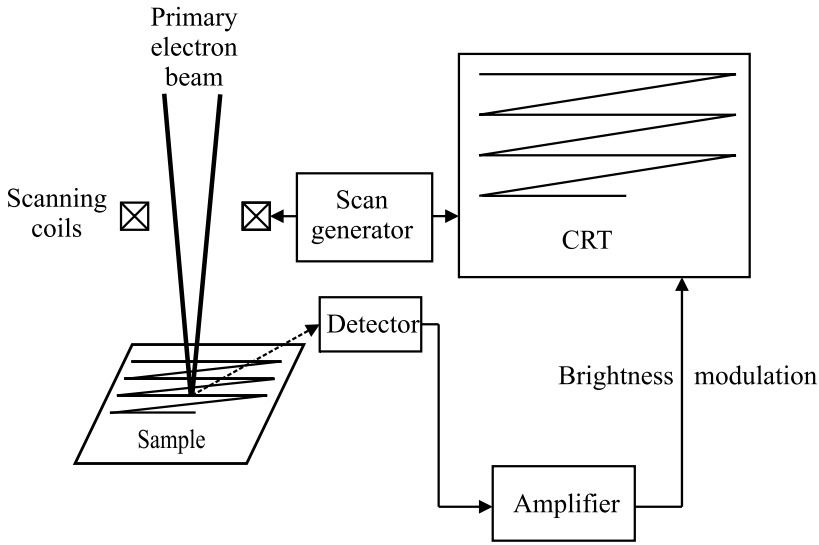 Primary
electron
beam
Scanning
coils
Scan
generator
CRT
Detector
Brightness modulation
Sample
Amplifier